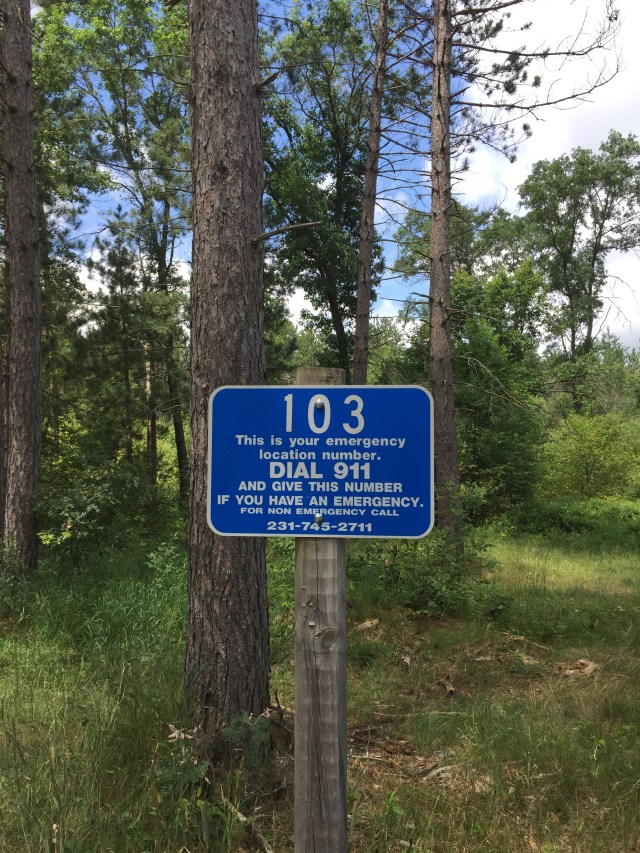 103
This is your emergency
location number.
DIAL 911
AND GIVE THIS NUMBER
IF YOU HAVE AN EMERGENCY.
FOR NON EMERGENCY CALL
231-745-2711